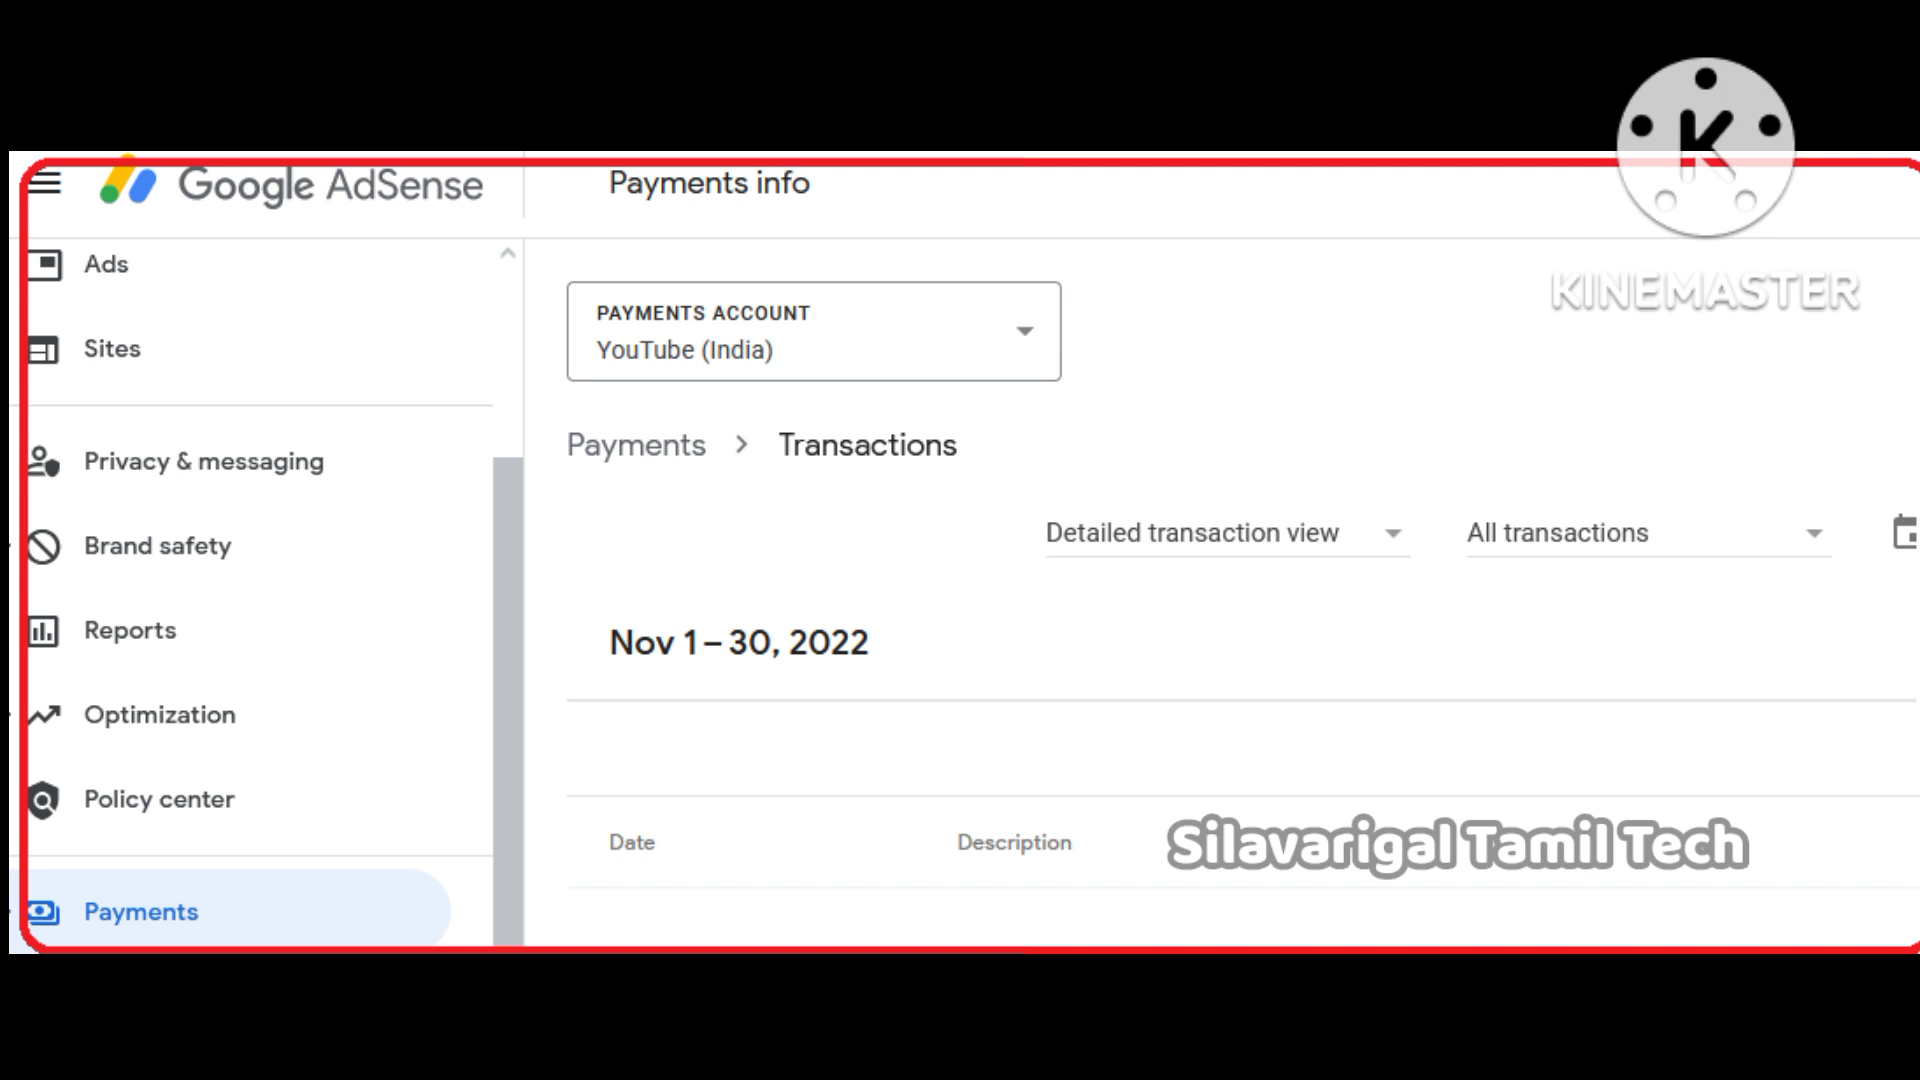 Google AdSense
Payments info
K
KINEMASTER
Ads
Sites
Privacy & messaging
Brand safety
Reports
Optimization
Policy center
Payments
PAYMENTS ACCOUNT
YouTube (India)
Payments > Transactions
Detailed transaction view
All transactions
Nov 1 – 30, 2022
Date
Description
Silavarigal Tamil Tech